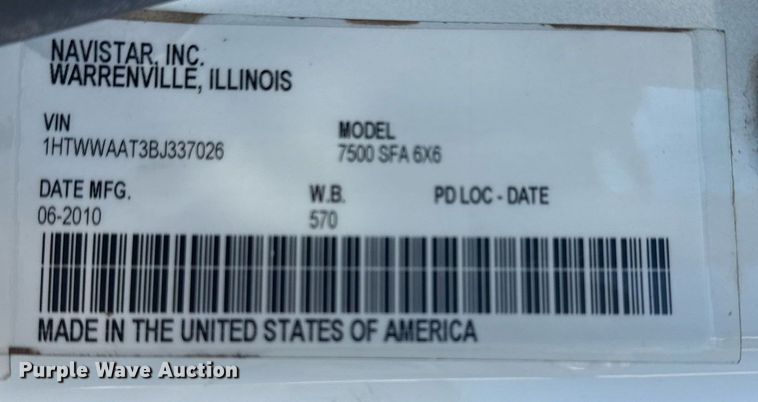 NAVISTAR, INC.
WARRENVILLE, ILLINOIS
VIN MODEL
1HTWWAAT3BJ337026 7500 SFA 6X6
DATE MFG. W.B. PD LOC - DATE
06-2010 570
MADE IN THE UNITED STATES OF AMERICA
Purple Wave Auction